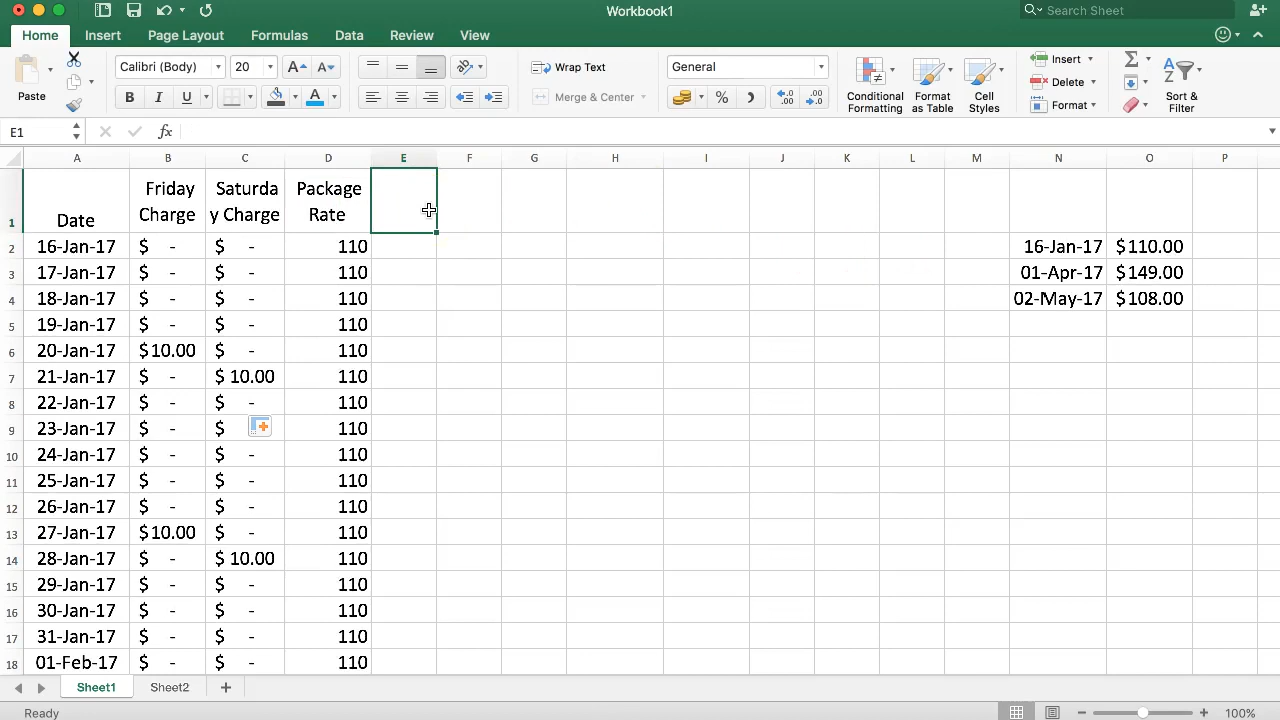 Workbook1
Search Sheet
Home Insert Page Layout Formulas Data Review View
Paste
Calibri (Body) 20
Wrap Text
Merge & Center
General
Conditional Formatting
Format as Table
Cell Styles
Insert
Delete
Format
Sort & Filter
E1 fx
A B C D E F G H I J K L M N O P
1 Date Friday Charge Saturda y Charge Package Rate
2 16-Jan-17 $ - $ - 110 16-Jan-17 $110.00
3 17-Jan-17 $ - $ - 110 01-Apr-17 $149.00
4 18-Jan-17 $ - $ - 110 02-May-17 $108.00
5 19-Jan-17 $ - $ - 110
6 20-Jan-17 $10.00 $ - 110
7 21-Jan-17 $ - $ 10.00 110
8 22-Jan-17 $ - $ - 110
9 23-Jan-17 $ - $ 110
10 24-Jan-17 $ - $ - 110
11 25-Jan-17 $ - $ - 110
12 26-Jan-17 $ - $ - 110
13 27-Jan-17 $10.00 $ - 110
14 28-Jan-17 $ - $ 10.00 110
15 29-Jan-17 $ - $ - 110
16 30-Jan-17 $ - $ - 110
17 31-Jan-17 $ - $ - 110
18 01-Feb-17 $ - $ - 110
Sheet1 Sheet2 +
Ready 100%